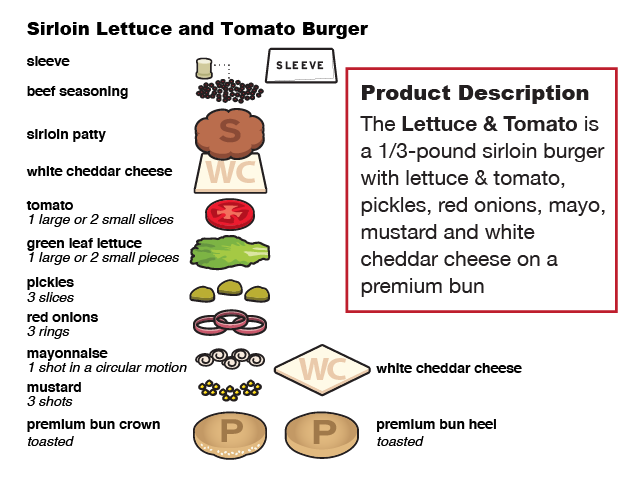 Sirloin Lettuce and Tomato Burger
sleeve
SLEEVE
beef seasoning
sirloin patty
S
white cheddar cheese
WC
tomato
1 large or 2 small slices
green leaf lettuce
1 large or 2 small pieces
pickles
3 slices
red onions
3 rings
mayonnaise
1 shot in a circular motion
WC
white cheddar cheese
mustard
3 shots
premium bun crown
toasted
P
P
premium bun heel
toasted
Product Description
The Lettuce & Tomato is
a 1/3-pound sirloin burger
with lettuce & tomato,
pickles, red onions, mayo,
mustard and white
cheddar cheese on a
premium bun